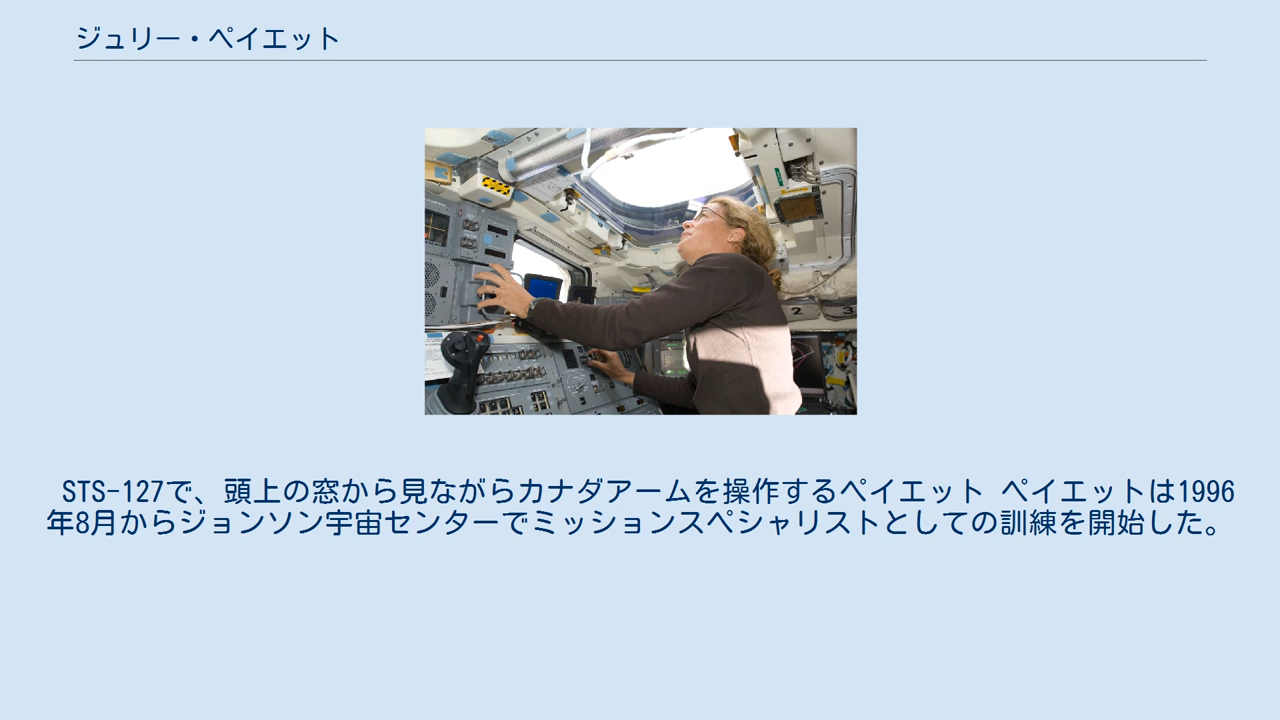 ジュリー・ペイエット
2
3
STS-127で、頭上の窓から見ながらカナダアームを操作するペイエット ペイエットは1996
年8月からジョンソン宇宙センターでミッションスペシャリストとしての訓練を開始した。